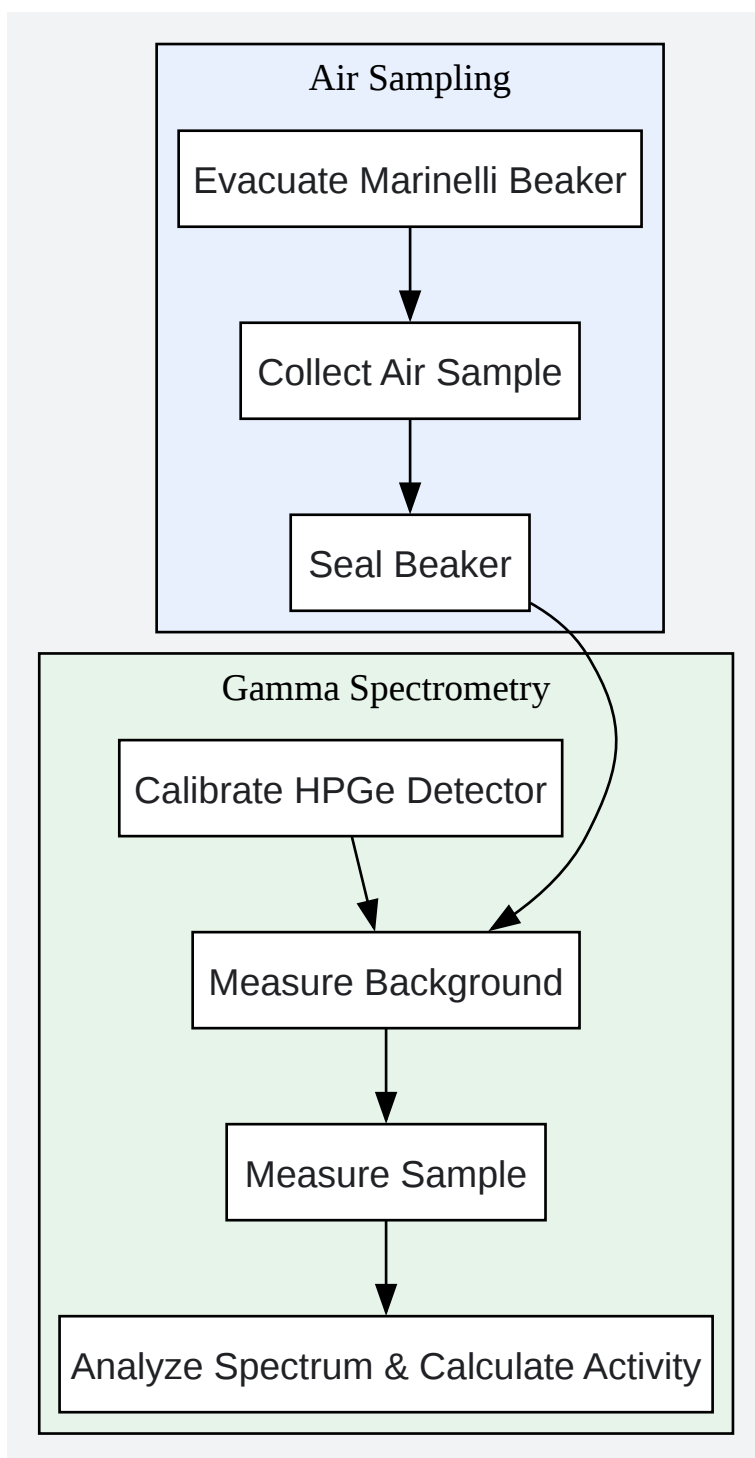 Air Sampling
Evacuate Marinelli Beaker
Collect Air Sample
Seal Beaker
Gamma Spectrometry
Calibrate HPGe Detector
Measure Background
Measure Sample
Analyze Spectrum & Calculate Activity